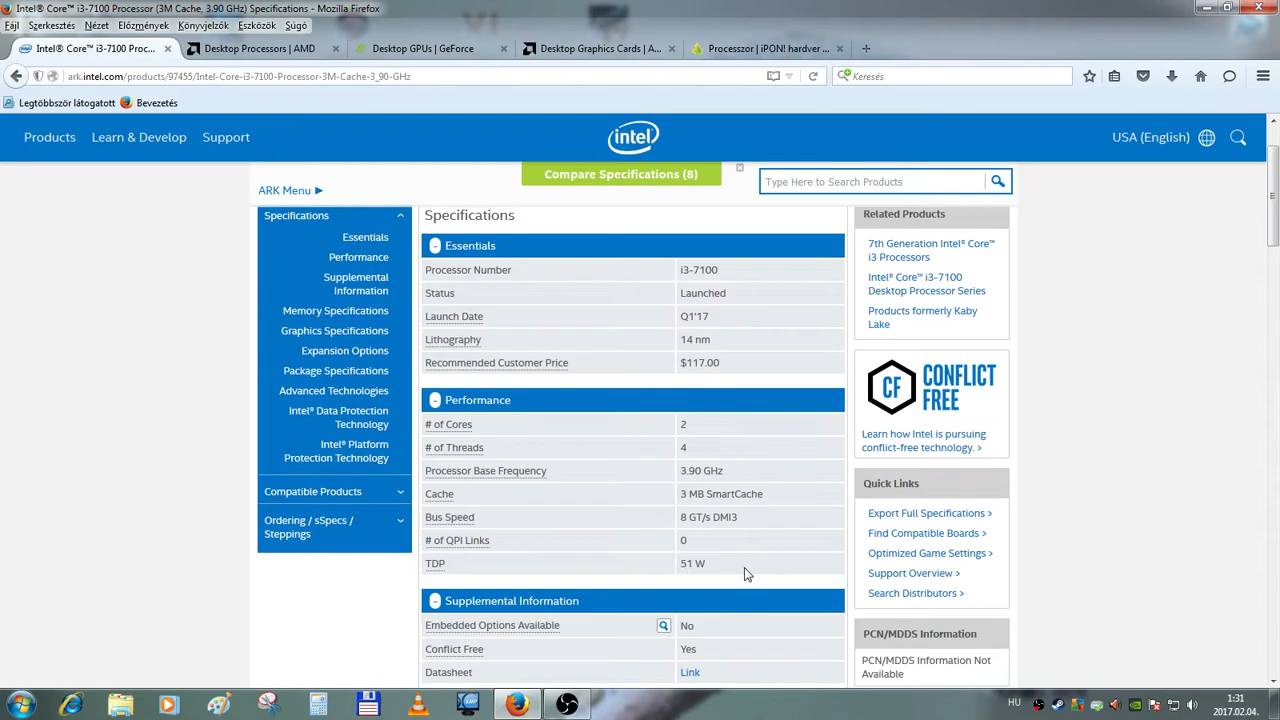 Intel® Core™ i3-7100 Processor (3M Cache, 3.90 GHz) Specifications - Mozilla Firefox
Fájl Szerkesztés Nézet Előzmények Könyvjelzők Eszközök Súgó
Intel® Core™ i3-7100 Proc...
Desktop Processors | AMD
Desktop GPUs | GeForce
Desktop Graphics Cards | A...
Processzor | iPON! hardver ...
ark.intel.com/products/97455/Intel-Core-i3-7100-Processor-3M-Cache-3_90-GHz
Keresés
Legtöbbször látogatott Bevezetés
Products Learn & Develop Support
intel
USA (English)
ARK Menu
Compare Specifications (8)
Type Here to Search Products
Specifications
Essentials
Performance
Supplemental
Information
Memory Specifications
Graphics Specifications
Expansion Options
Package Specifications
Advanced Technologies
Intel® Data Protection
Technology
Intel® Platform
Protection Technology
Compatible Products
Ordering / sSpecs /
Steppings
Specifications
Essentials
Processor Number i3-7100
Status Launched
Launch Date Q1'17
Lithography 14 nm
Recommended Customer Price $117.00
Performance
# of Cores 2
# of Threads 4
Processor Base Frequency 3.90 GHz
Cache 3 MB SmartCache
Bus Speed 8 GT/s DMI3
# of QPI Links 0
TDP 51 W
Supplemental Information
Embedded Options Available No
Conflict Free Yes
Datasheet Link
Related Products
7th Generation Intel® Core™
i3 Processors
Intel® Core™ i3-7100
Desktop Processor Series
Products formerly Kaby
Lake
CF CONFLICT
FREE
Learn how Intel is pursuing
conflict-free technology. >
Quick Links
Export Full Specifications >
Find Compatible Boards >
Optimized Game Settings >
Support Overview >
Search Distributors >
PCN/MDDS Information
PCN/MDDS Information Not
Available
HU
1:31
2017.02.04.